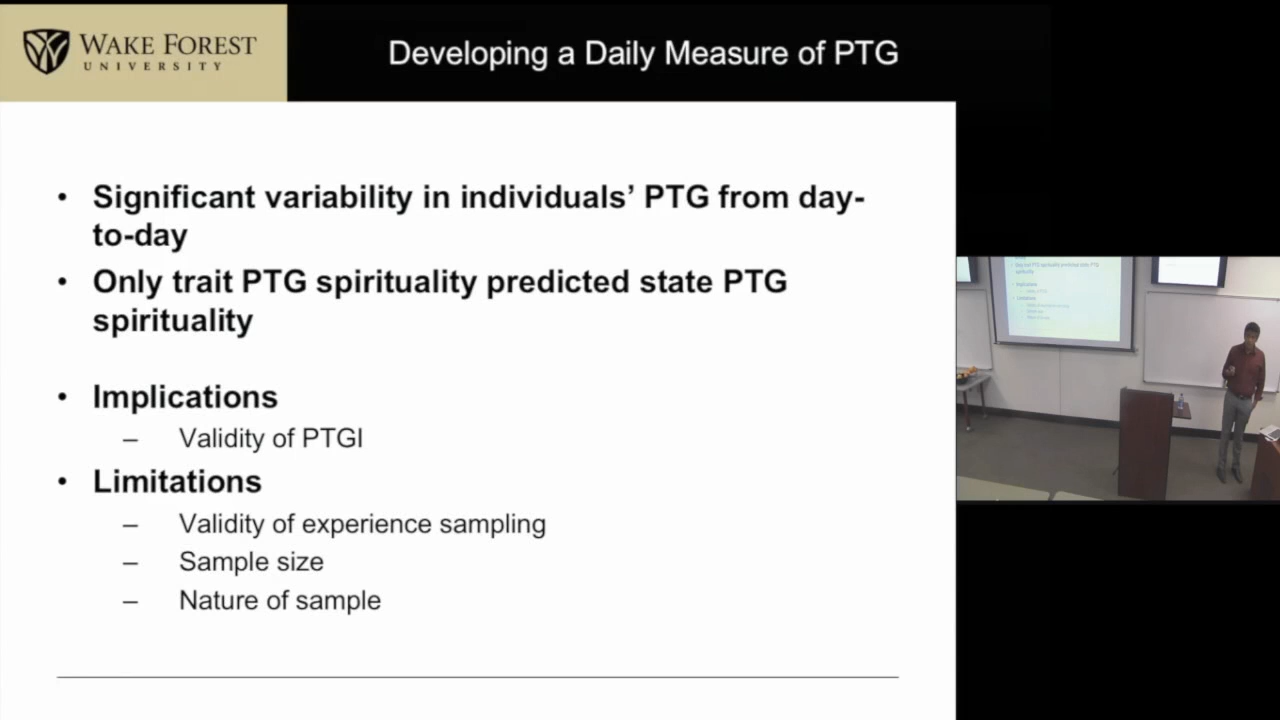 WAKE FOREST
UNIVERSITY
Developing a Daily Measure of PTG
• Significant variability in individuals’ PTG from day-
to-day
• Only trait PTG spirituality predicted state PTG
spirituality
• Implications
– Validity of PTGI
• Limitations
– Validity of experience sampling
– Sample size
– Nature of sample